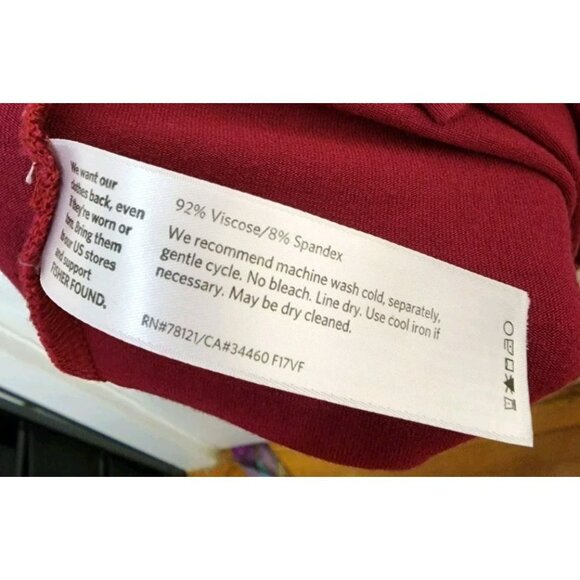 We want our
clothes back, even
if they're worn or
torn. Bring them
to our US stores
and support
FISHER FOUND.
92% Viscose/8% Spandex
We recommend machine wash cold, separately,
gentle cycle. No bleach. Line dry. Use cool iron if
necessary. May be dry cleaned.
RN#78121/CA#34460 F17VF